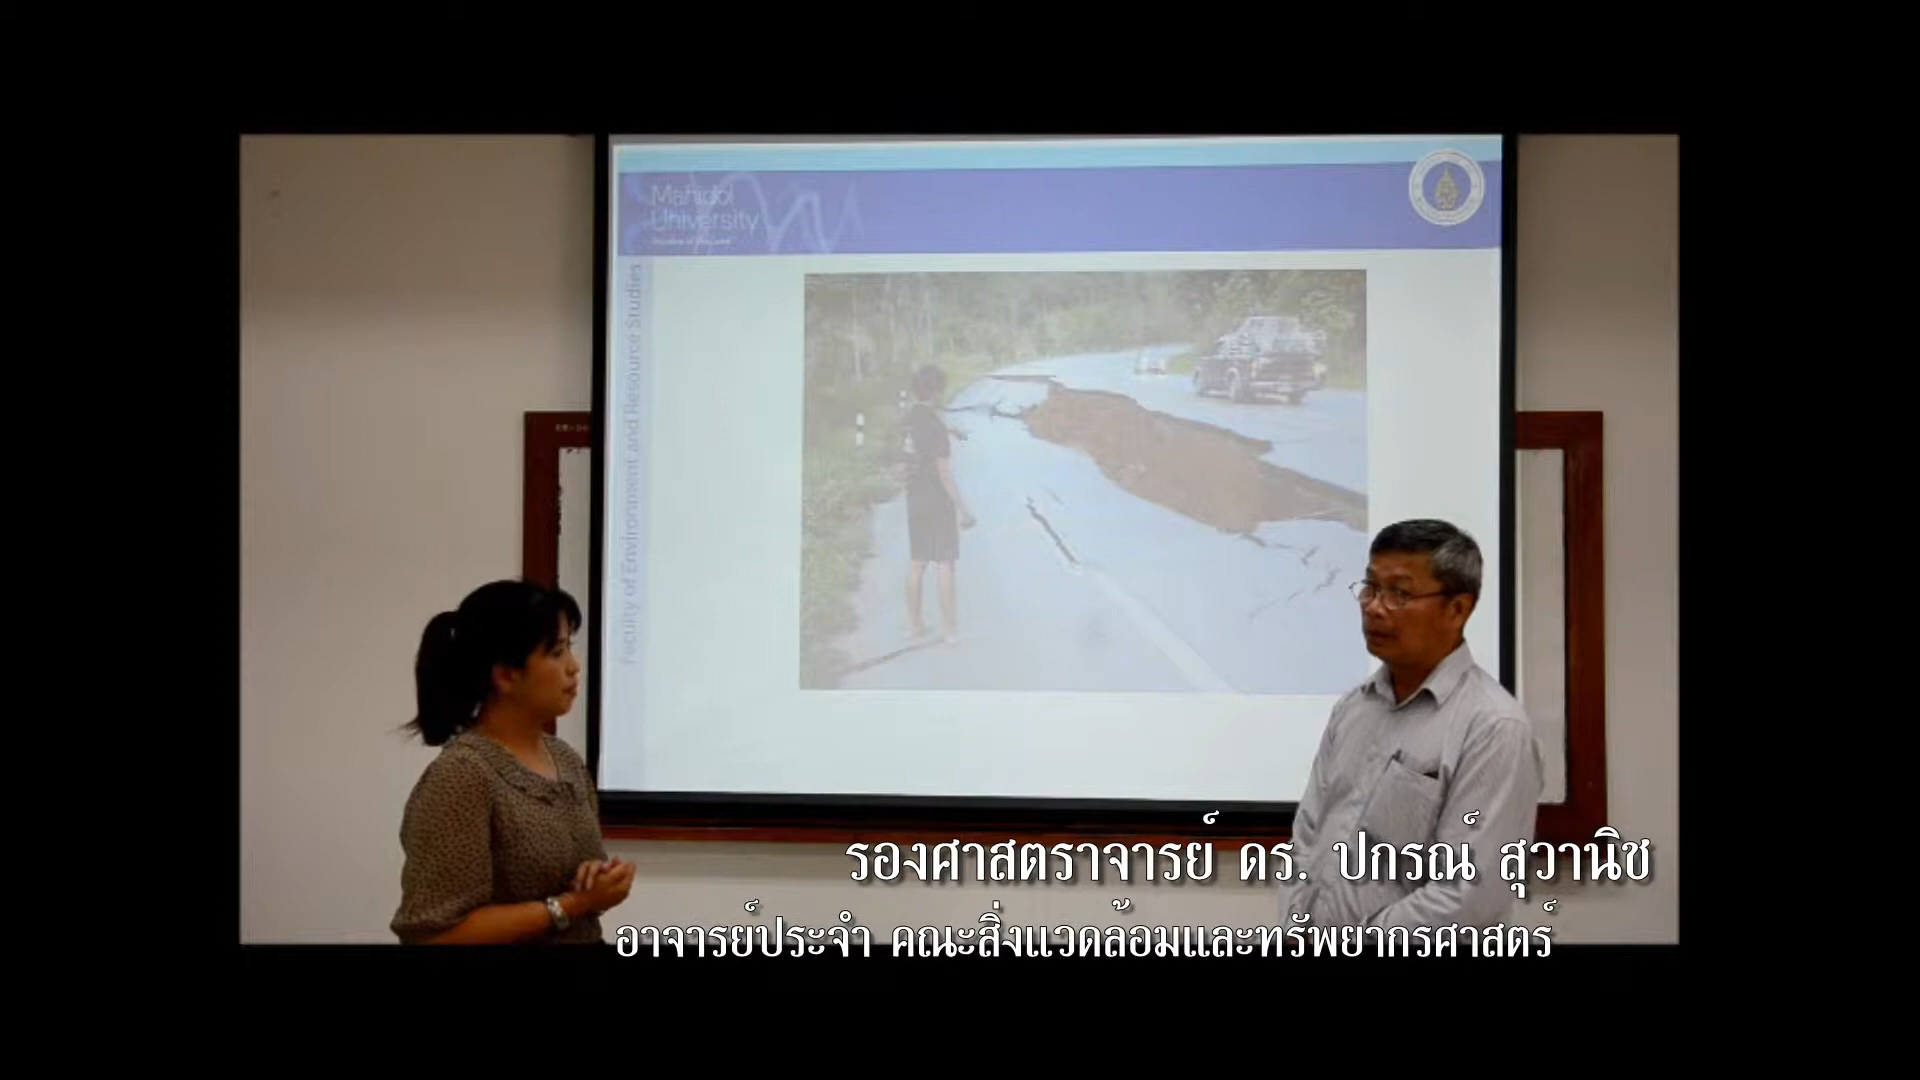 Mahidol
University
Faculty of Environment and Resource Studies
รองศาสตราจารย์ ดร. ปกรณ์ สุวานิช
อาจารย์ประจำ คณะสิ่งแวดล้อมและทรัพยากรศาสตร์